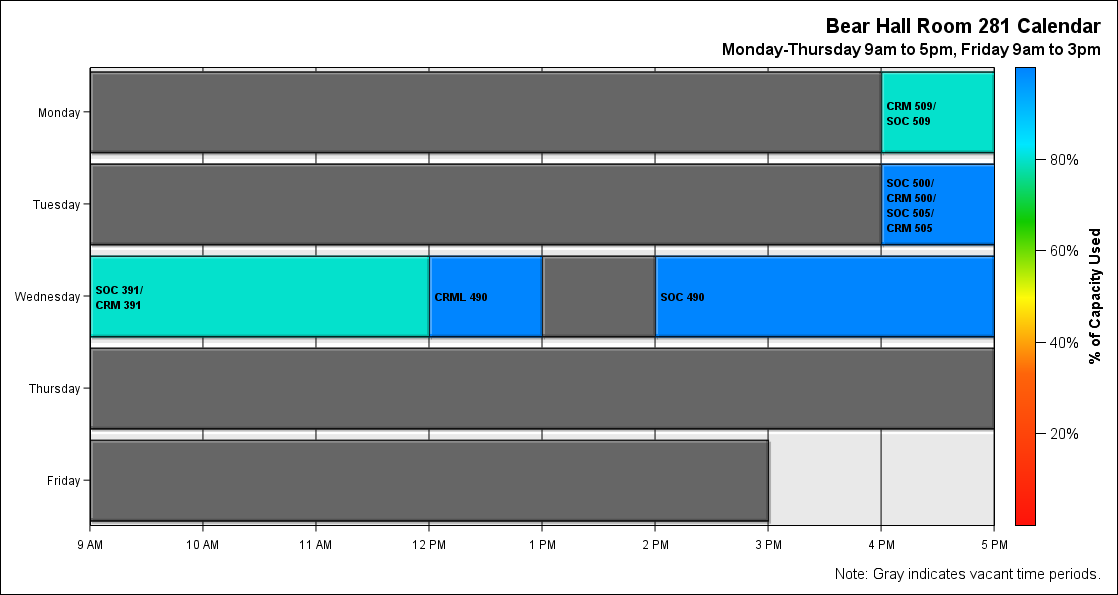 Bear Hall Room 281 Calendar
Monday-Thursday 9am to 5pm, Friday 9am to 3pm
Monday
CRM 509/
SOC 509
Tuesday
SOC 500/
CRM 500/
SOC 505/
CRM 505
Wednesday
SOC 391/
CRM 391
CRML 490
SOC 490
Thursday
Friday
9 AM
10 AM
11 AM
12 PM
1 PM
2 PM
3 PM
4 PM
5 PM
80%
60%
40%
20%
% of Capacity Used
Note: Gray indicates vacant time periods.